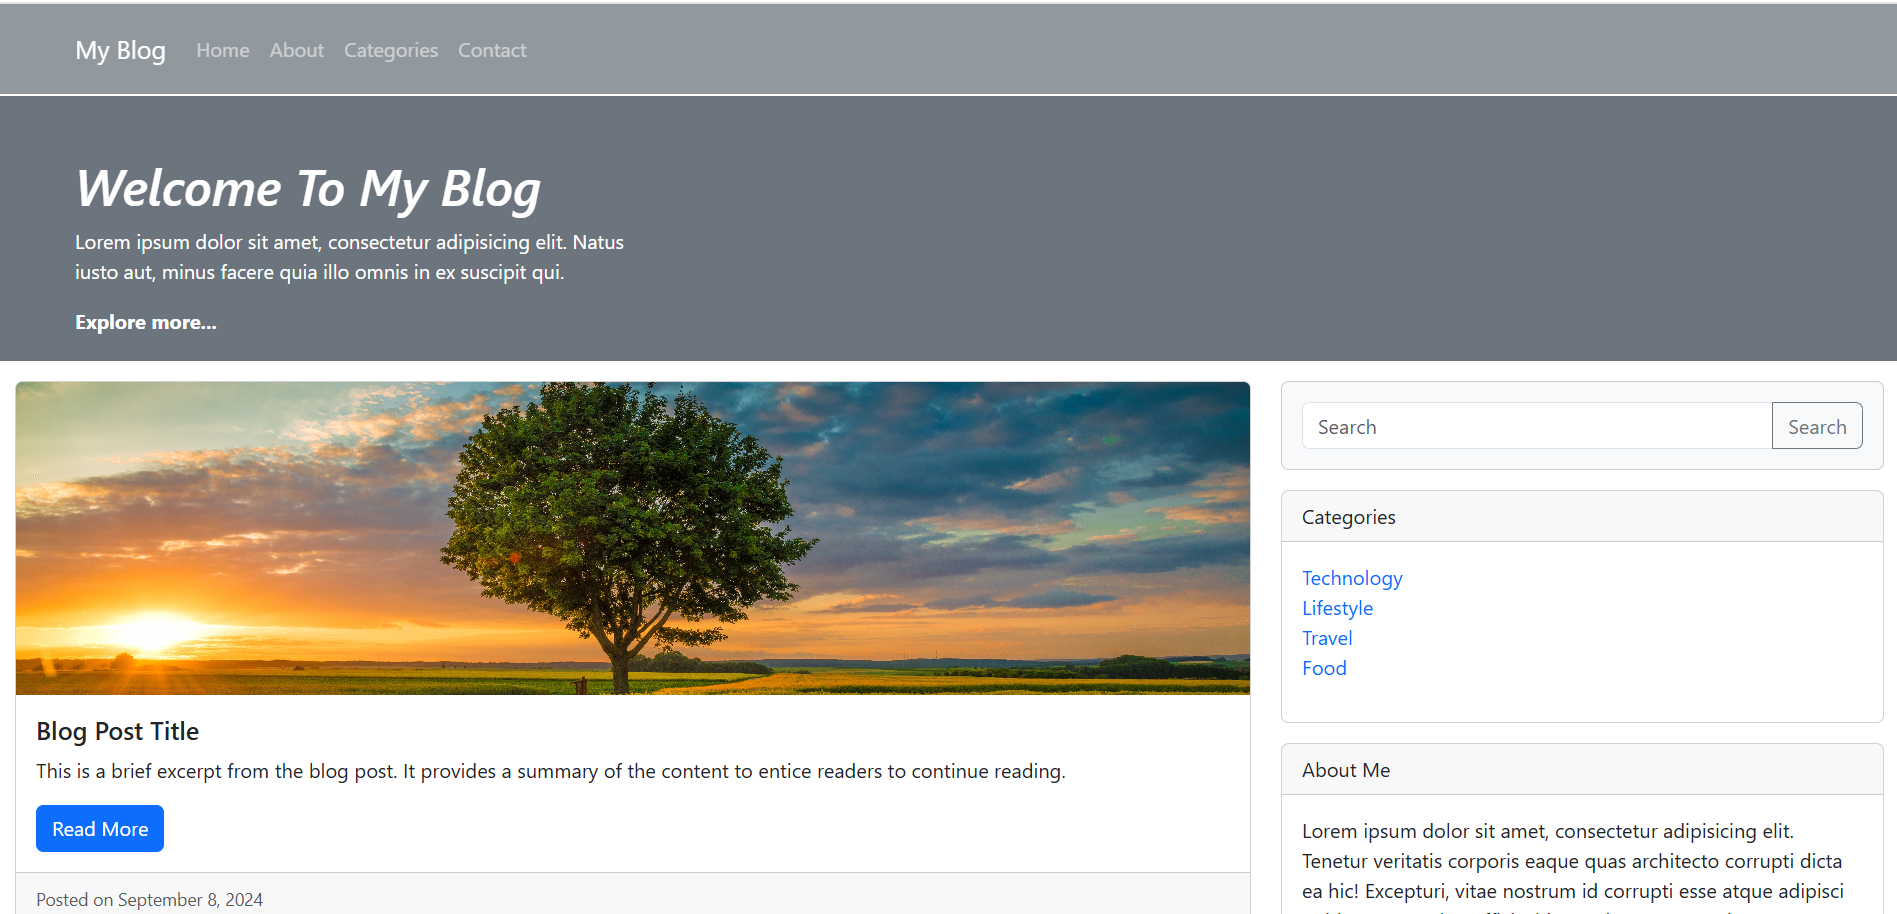 My Blog Home About Categories Contact
Welcome To My Blog
Lorem ipsum dolor sit amet, consectetur adipisicing elit. Natus
iusto aut, minus facere quia illo omnis in ex suscipit qui.
Explore more...
Blog Post Title
This is a brief excerpt from the blog post. It provides a summary of the content to entice readers to continue reading.
Read More
Posted on September 8, 2024
Search Search
Categories
Technology
Lifestyle
Travel
Food
About Me
Lorem ipsum dolor sit amet, consectetur adipisicing elit.
Tenetur veritatis corporis eaque quas architecto corrupti dicta
ea hic! Excepturi, vitae nostrum id corrupti esse atque adipisci